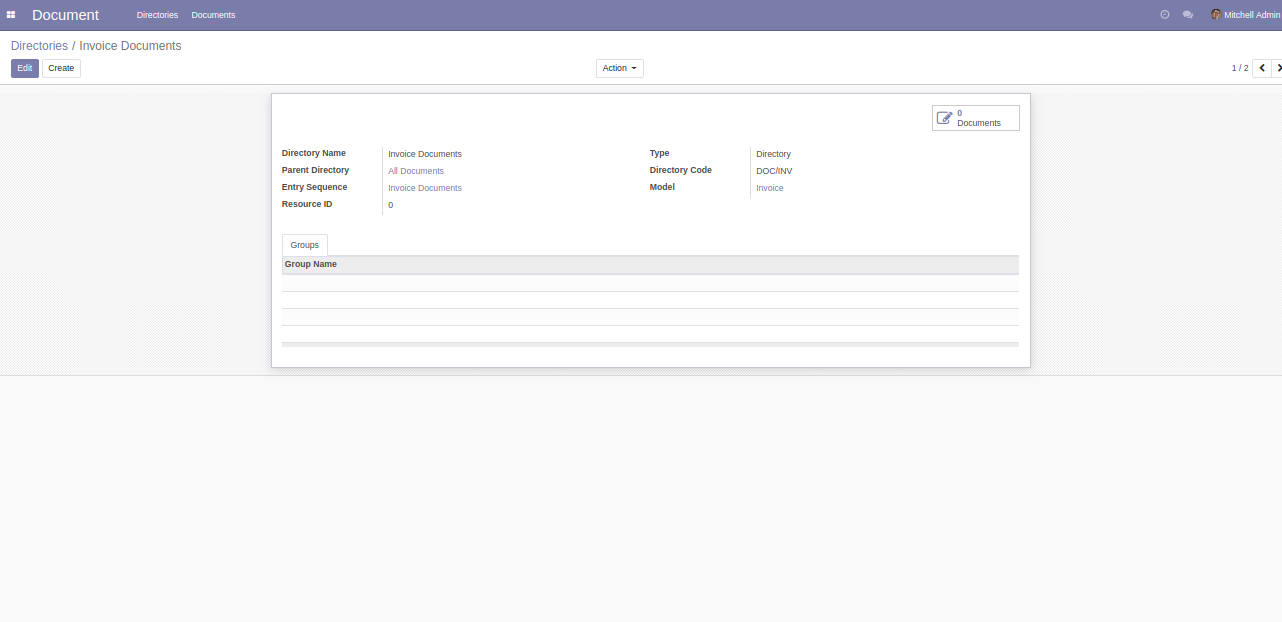 Document Directories Documents Mitchell Admin
Directories / Invoice Documents
Edit Create Action 1 / 2
0
Documents
Directory Name Invoice Documents Type Directory
Parent Directory All Documents Directory Code DOC/INV
Entry Sequence Invoice Documents Model Invoice
Resource ID 0
Groups
Group Name